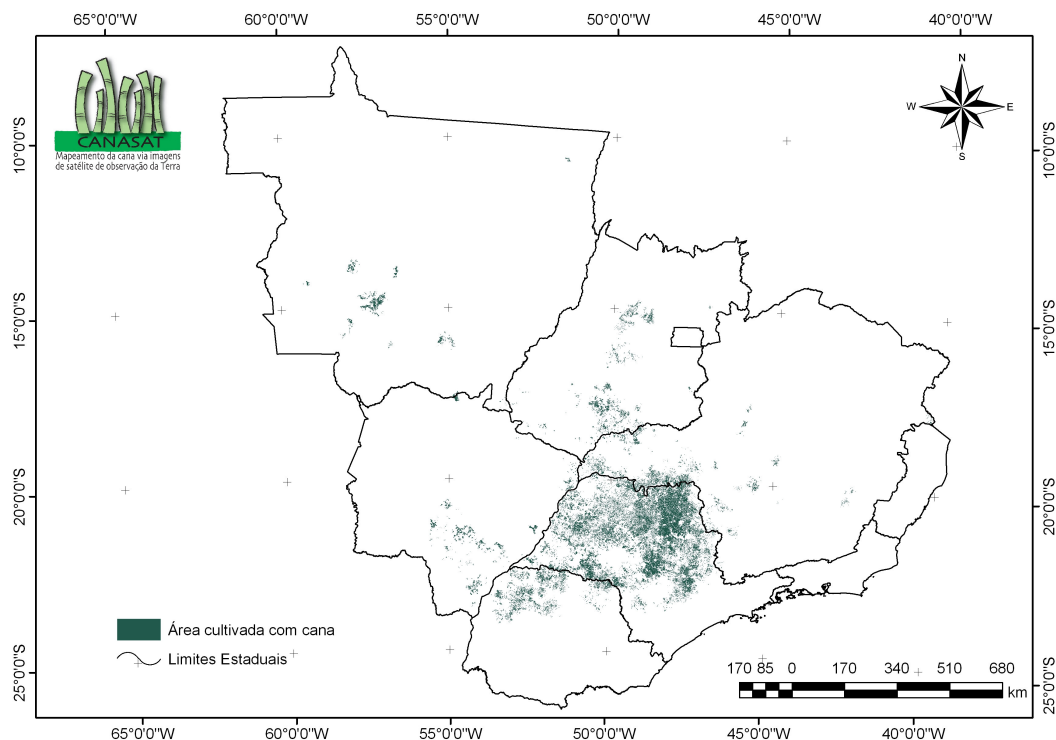 65°0'0"W 60°0'0"W 55°0'0"W 50°0'0"W 45°0'0"W 40°0'0"W
CANASAT
Mapeamento da cana via imagens
de satélite de observação da Terra
N
W E
S
10°0'0"S 10°0'0"S
15°0'0"S 15°0'0"S
20°0'0"S 20°0'0"S
25°0'0"S 25°0'0"S
Área cultivada com cana
Limites Estaduais
170 85 0 170 340 510 680
km
65°0'0"W 60°0'0"W 55°0'0"W 50°0'0"W 45°0'0"W 40°0'0"W